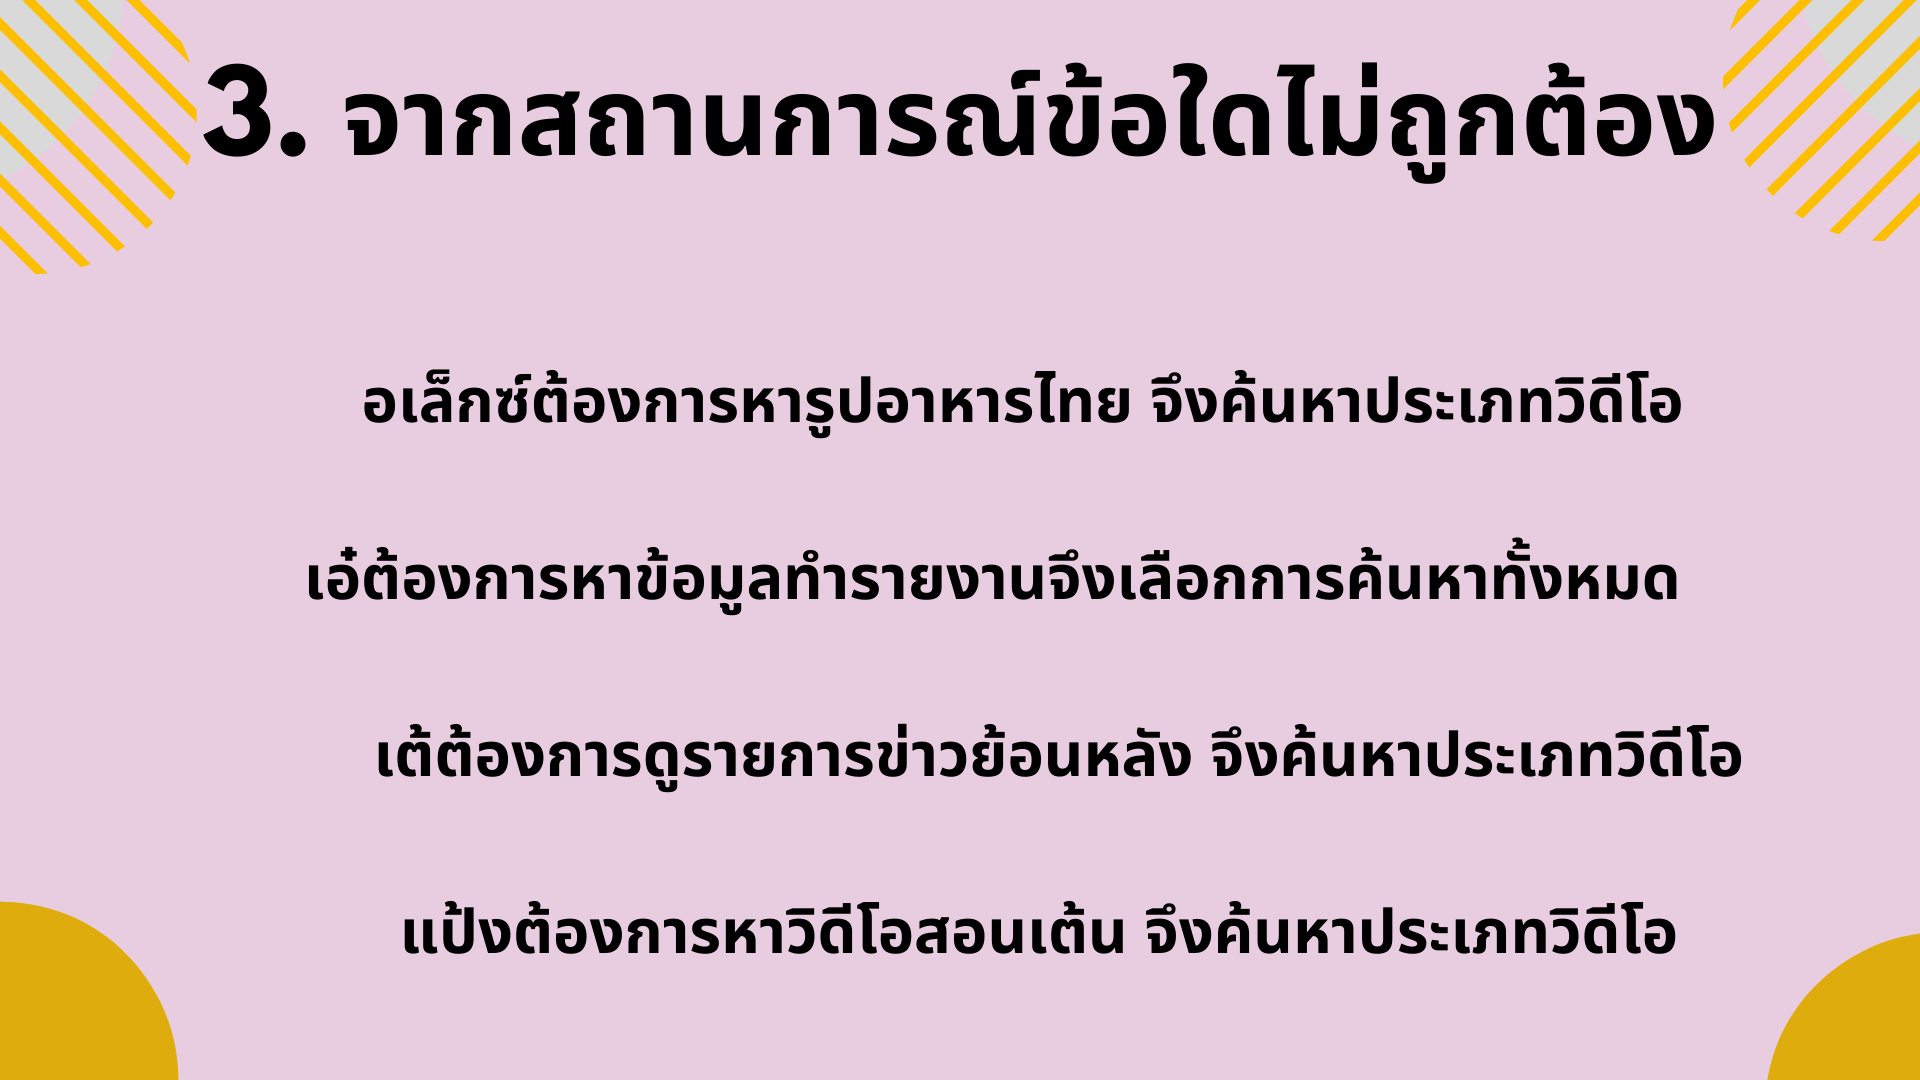 3. จากสถานการณ์ข้อใดไม่ถูกต้อง
อเล็กซ์ต้องการหารูปอาหารไทย จึงค้นหาประเภทวิดีโอ
เอ๋ต้องการหาข้อมูลทำรายงานจึงเลือกการค้นหาทั้งหมด
เต้ต้องการดูรายการข่าวย้อนหลัง จึงค้นหาประเภทวิดีโอ
แป้งต้องการหาวิดีโอสอนเต้น จึงค้นหาประเภทวิดีโอ